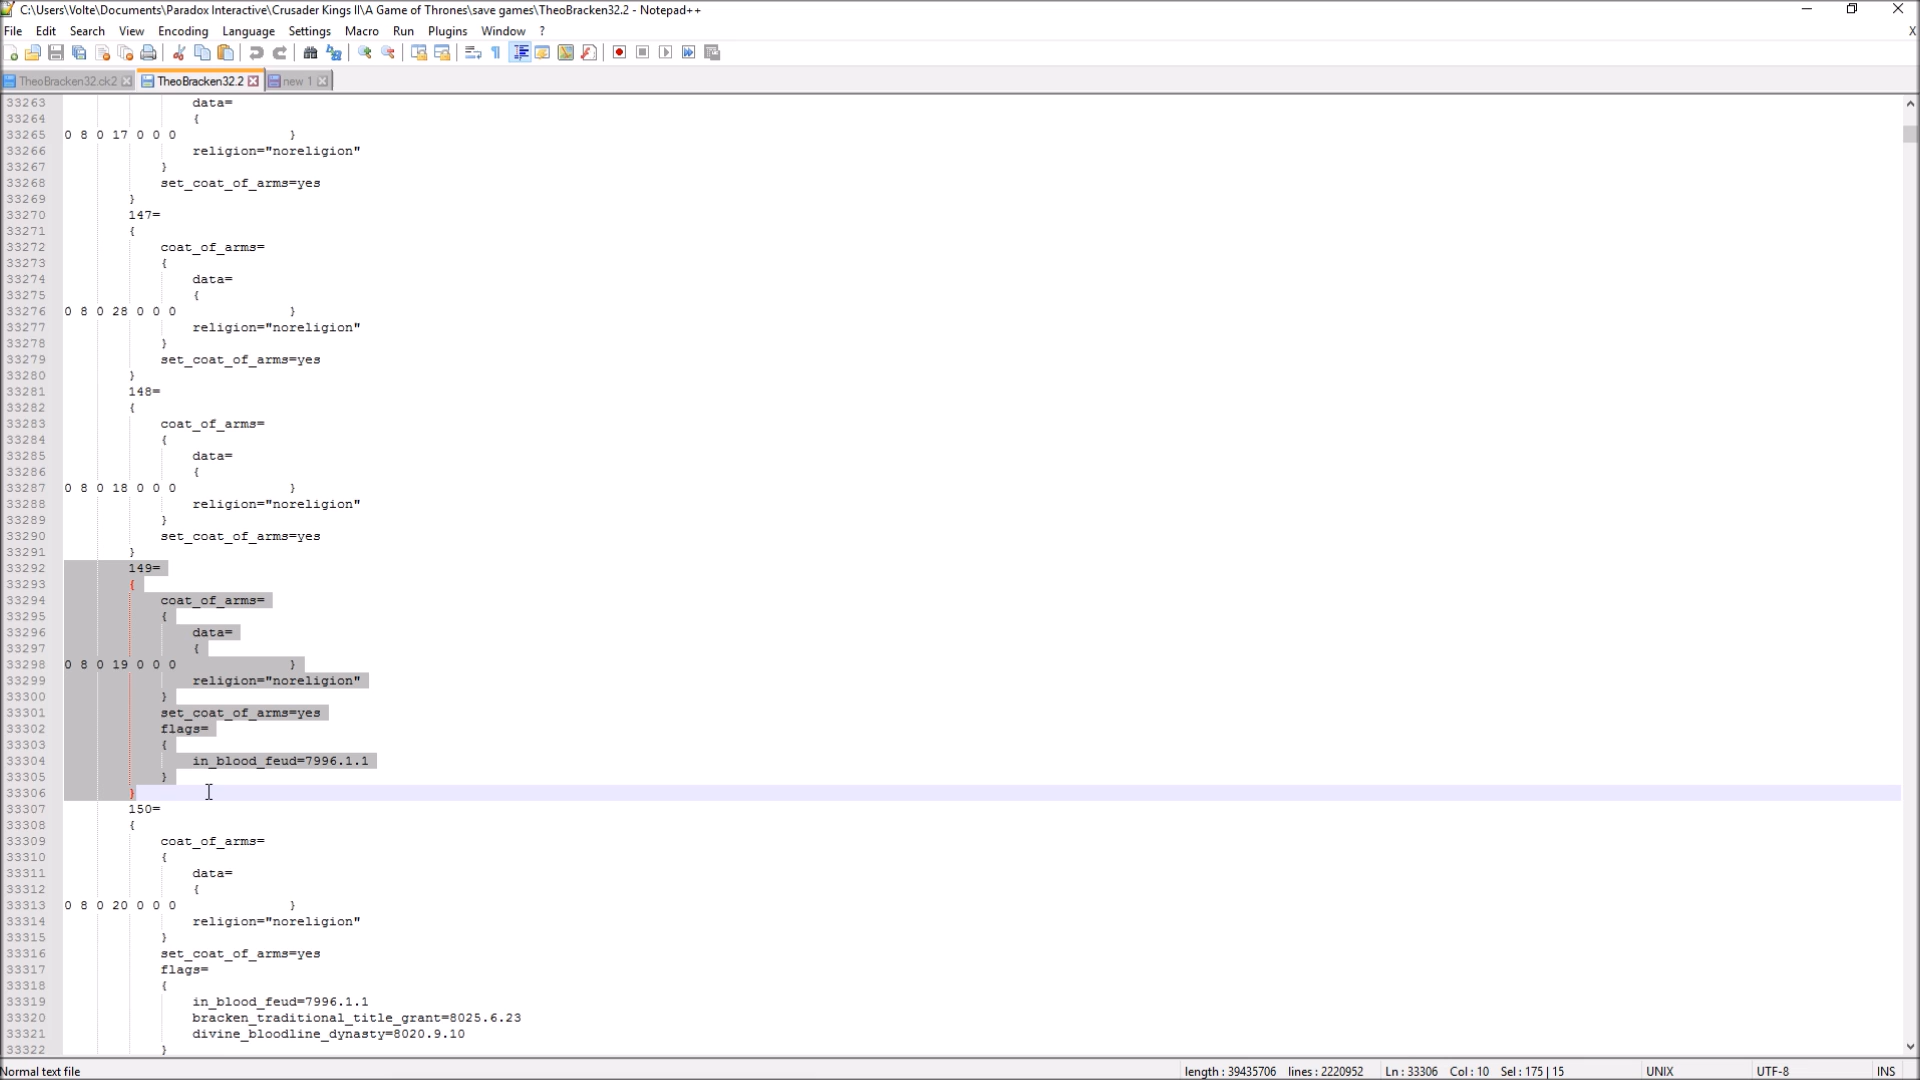 C:\Users\Volte\Documents\Paradox Interactive\Crusader Kings II\A Game of Thrones\save games\TheoBracken32.2 - Notepad++
File Edit Search View Encoding Language Settings Macro Run Plugins Window ? X
TheoBracken32.ck2 TheoBracken32.2 new 1
33263 data=
33264 {
33265 0 8 0 17 0 0 0 }
33266 religion="noreligion"
33267 }
33268 set_coat_of_arms=yes
33269 }
33270 147=
33271 {
33272 coat_of_arms=
33273 {
33274 data=
33275 {
33276 0 8 0 28 0 0 0 }
33277 religion="noreligion"
33278 }
33279 set_coat_of_arms=yes
33280 }
33281 148=
33282 {
33283 coat_of_arms=
33284 {
33285 data=
33286 {
33287 0 8 0 18 0 0 0 }
33288 religion="noreligion"
33289 }
33290 set_coat_of_arms=yes
33291 }
33292 149=
33293 {
33294 coat_of_arms=
33295 {
33296 data=
33297 {
33298 0 8 0 19 0 0 0 }
33299 religion="noreligion"
33300 }
33301 set_coat_of_arms=yes
33302 flags=
33303 {
33304 in_blood_feud=7996.1.1
33305 }
33306 }
33307 150=
33308 {
33309 coat_of_arms=
33310 {
33311 data=
33312 {
33313 0 8 0 20 0 0 0 }
33314 religion="noreligion"
33315 }
33316 set_coat_of_arms=yes
33317 flags=
33318 {
33319 in_blood_feud=7996.1.1
33320 bracken_traditional_title_grant=8025.6.23
33321 divine_bloodline_dynasty=8020.9.10
33322 }
Normal text file length : 39435706 lines : 2220952 Ln : 33306 Col : 10 Sel : 175 | 15 UNIX UTF-8 INS